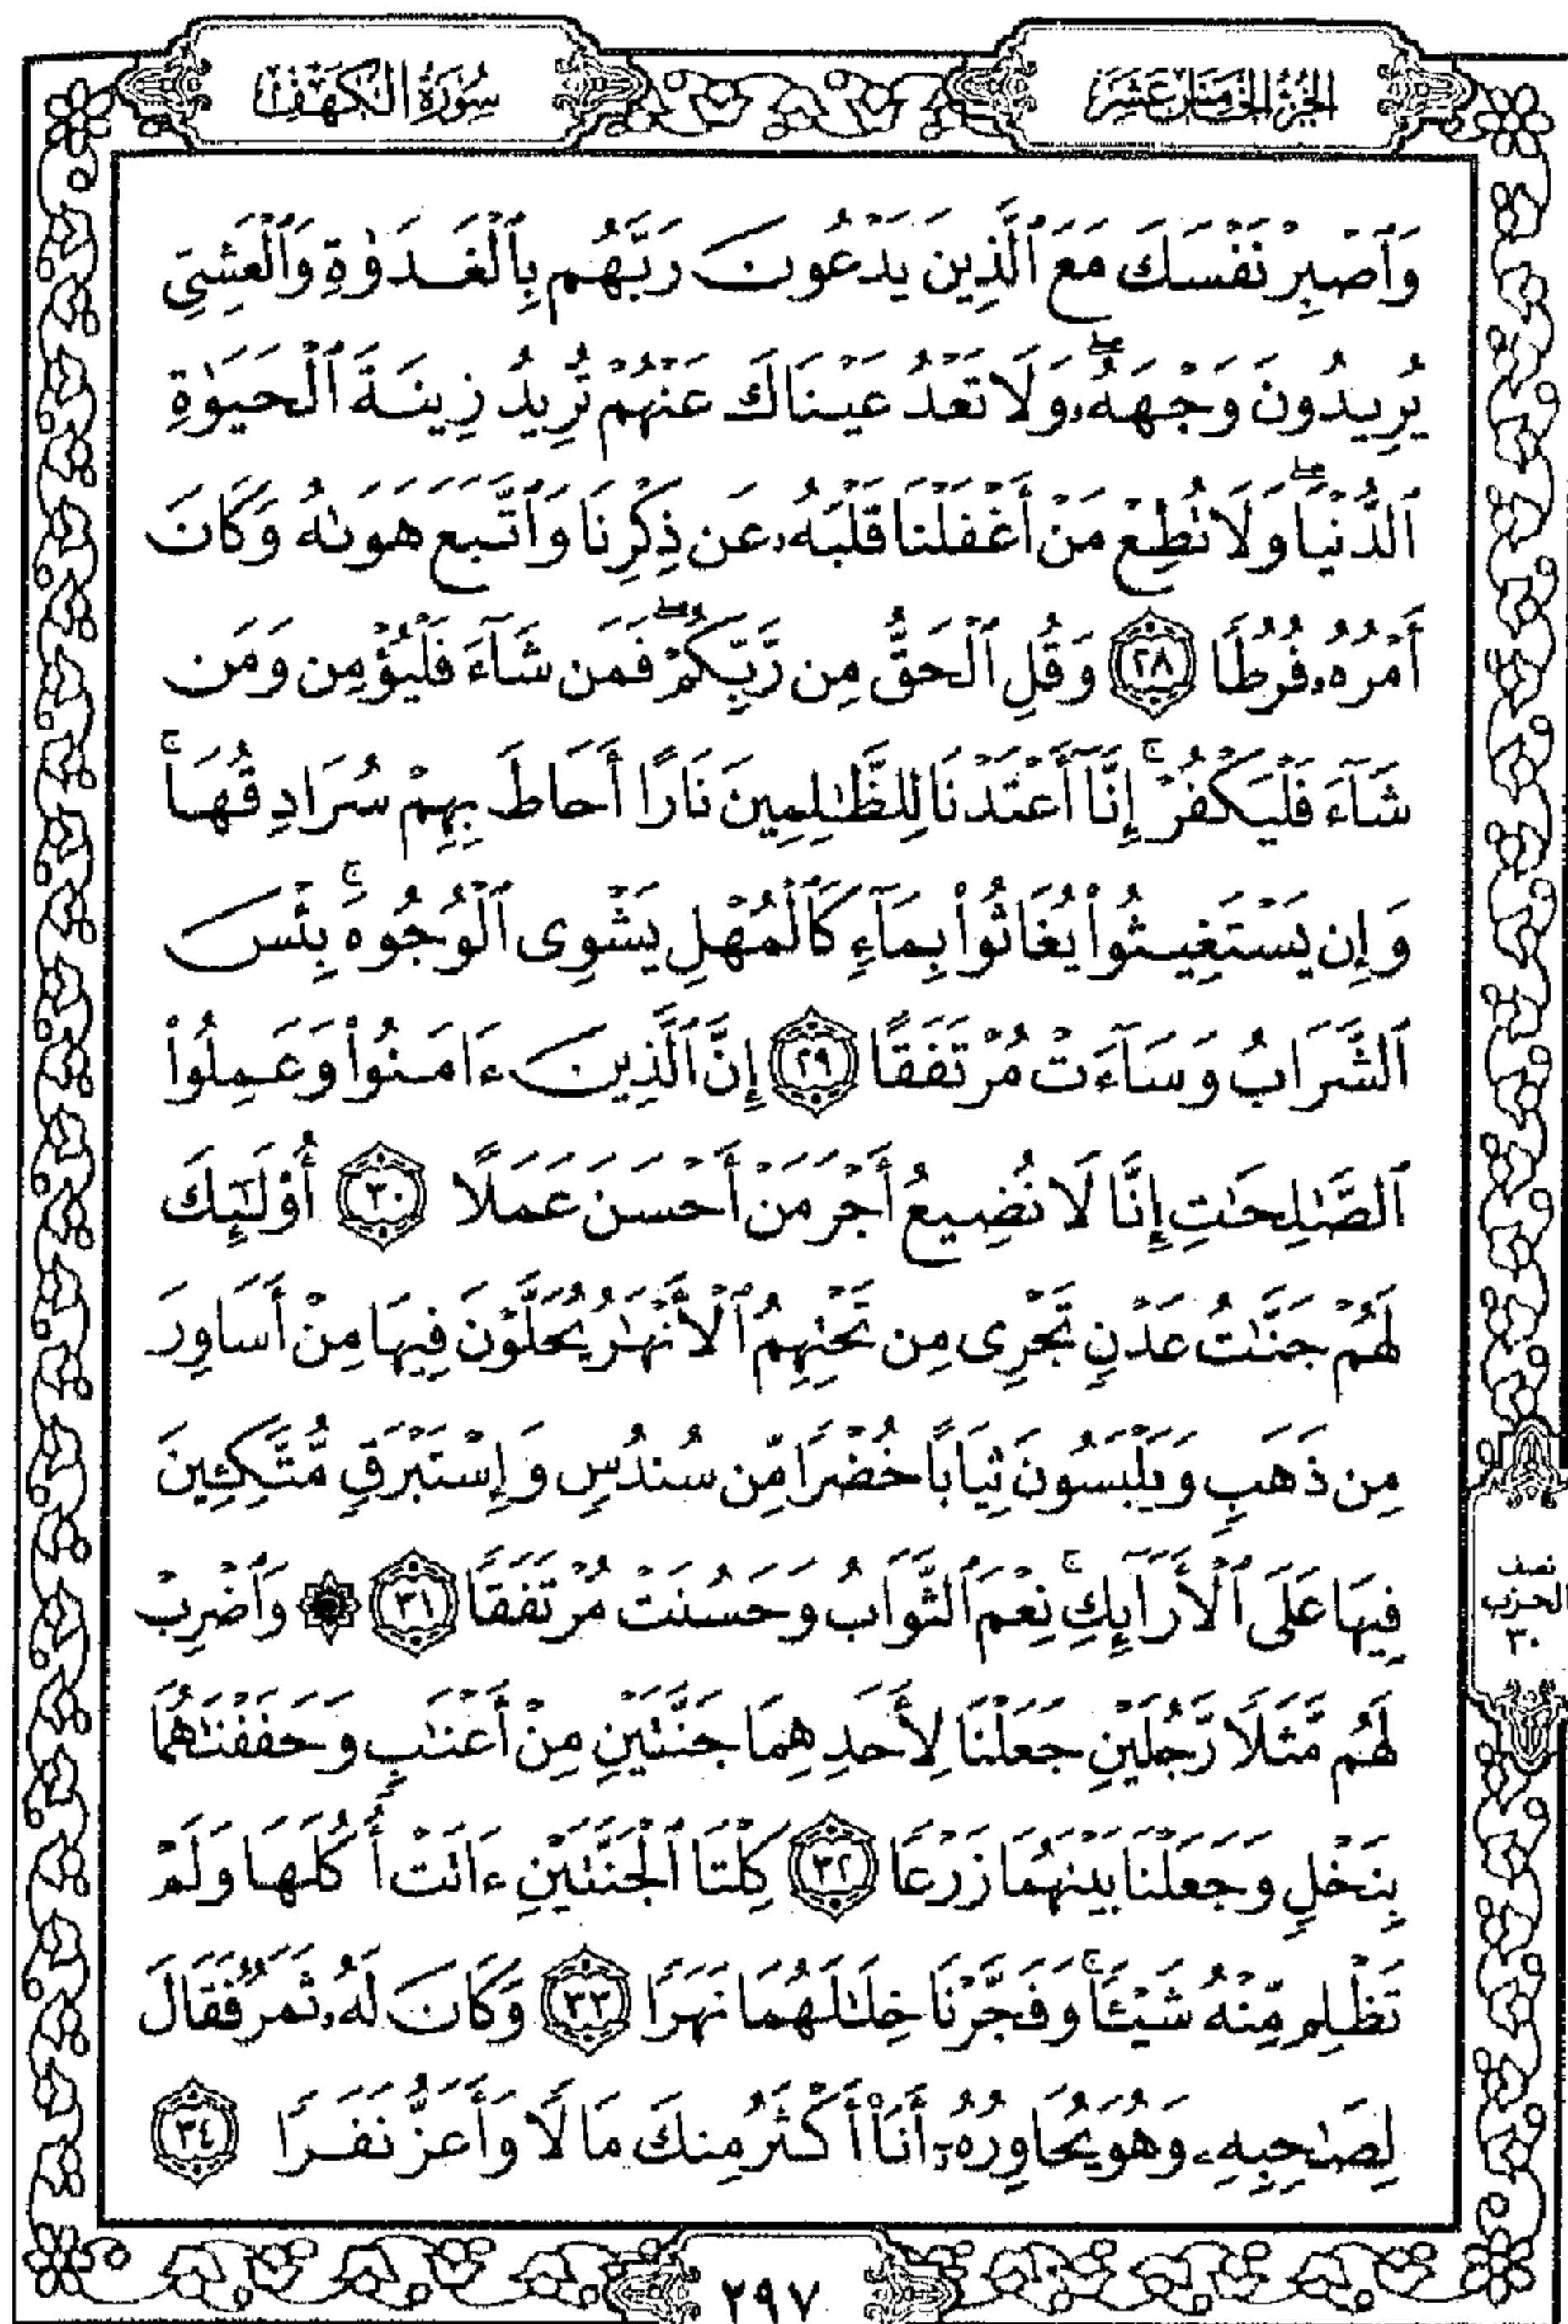 الجزء الخامس عشر
سورة الكهف
وَٱصْبِرْ نَفْسَكَ مَعَ ٱلَّذِينَ يَدْعُونَ رَبَّهُم بِٱلْغَدَوٰةِ وَٱلْعَشِيِّ
يُرِيدُونَ وَجْهَهُۥۖ وَلَا تَعْدُ عَيْنَاكَ عَنْهُمْ تُرِيدُ زِينَةَ ٱلْحَيَوٰةِ
ٱلدُّنْيَاۖ وَلَا تُطِعْ مَنْ أَغْفَلْنَا قَلْبَهُۥ عَن ذِكْرِنَا وَٱتَّبَعَ هَوَىٰهُ وَكَانَ
أَمْرُهُۥ فُرُطًا ٢٨ وَقُلِ ٱلْحَقُّ مِن رَّبِّكُمْۖ فَمَن شَآءَ فَلْيُؤْمِن وَمَن
شَآءَ فَلْيَكْفُرْۚ إِنَّآ أَعْتَدْنَا لِلظَّٰلِمِينَ نَارًا أَحَاطَ بِهِمْ سُرَادِقُهَاۚ
وَإِن يَسْتَغِيثُوا۟ يُغَاثُوا۟ بِمَآءٍ كَٱلْمُهْلِ يَشْوِى ٱلْوُجُوهَۚ بِئْسَ
ٱلشَّرَابُ وَسَآءَتْ مُرْتَفَقًا ٢٩ إِنَّ ٱلَّذِينَ ءَامَنُوا۟ وَعَمِلُوا۟
ٱلصَّٰلِحَٰتِ إِنَّا لَا نُضِيعُ أَجْرَ مَنْ أَحْسَنَ عَمَلًا ٣٠ أُو۟لَٰٓئِكَ
لَهُمْ جَنَّٰتُ عَدْنٍ تَجْرِى مِن تَحْتِهِمُ ٱلْأَنْهَٰرُ يُحَلَّوْنَ فِيهَا مِنْ أَسَاوِرَ
مِن ذَهَبٍ وَيَلْبَسُونَ ثِيَابًا خُضْرًا مِّن سُندُسٍ وَإِسْتَبْرَقٍ مُّتَّكِـِٔينَ
فِيهَا عَلَى ٱلْأَرَآئِكِۚ نِعْمَ ٱلثَّوَابُ وَحَسُنَتْ مُرْتَفَقًا ٣١ ۞ وَٱضْرِبْ
لَهُم مَّثَلًا رَّجُلَيْنِ جَعَلْنَا لِأَحَدِهِمَا جَنَّتَيْنِ مِنْ أَعْنَٰبٍ وَحَفَفْنَٰهُمَا
بِنَخْلٍ وَجَعَلْنَا بَيْنَهُمَا زَرْعًا ٣٢ كِلْتَا ٱلْجَنَّتَيْنِ ءَاتَتْ أُكُلَهَا وَلَمْ
تَظْلِم مِّنْهُ شَيْـًٔاۚ وَفَجَّرْنَا خِلَٰلَهُمَا نَهَرًا ٣٣ وَكَانَ لَهُۥ ثَمَرٌ فَقَالَ
لِصَٰحِبِهِۦ وَهُوَ يُحَاوِرُهُۥٓ أَنَا۠ أَكْثَرُ مِنكَ مَالًا وَأَعَزُّ نَفَرًا ٣٤
نصف
الحزب
٣٠
٢٩٧